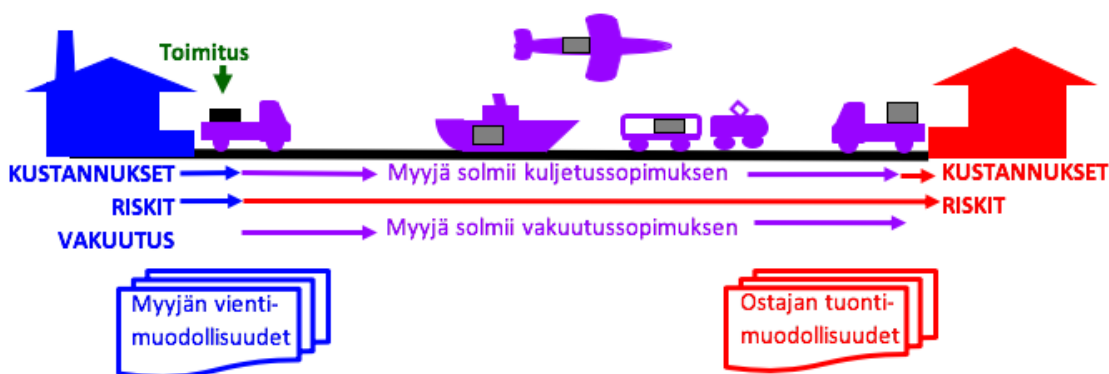 Toimitus
KUSTANNUKSET Myyjä solmii kuljetussopimuksen KUSTANNUKSET
RISKIT RISKIT
VAKUUTUS Myyjä solmii vakuutussopimuksen
Myyjän vienti-
muodollisuudet
Ostajan tuonti-
muodollisuudet